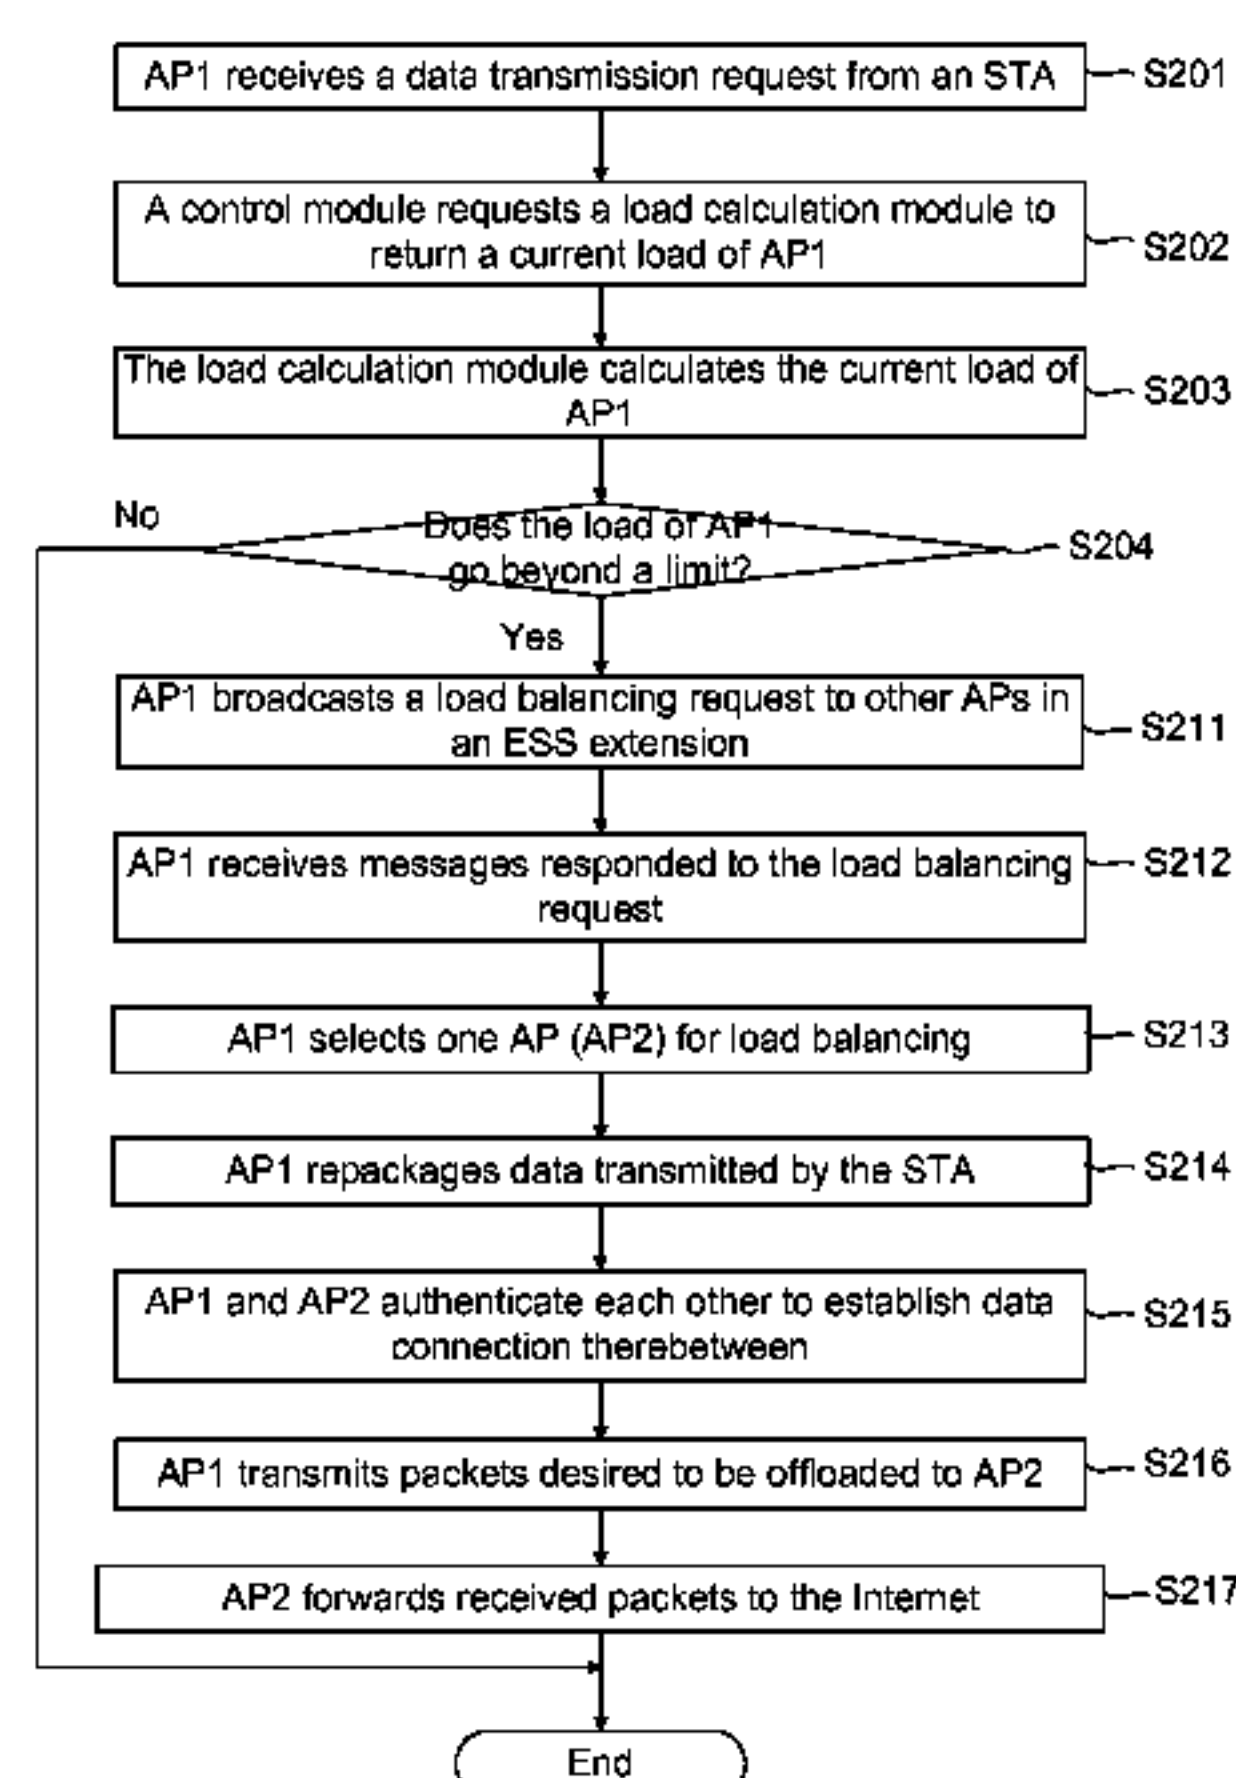 AP1 receives a data transmission request from an STA
S201
A control module requests a load calculation module to
return a current load of AP1
S202
The load calculation module calculates the current load of
AP1
S203
No
Does the load of AP1
go beyond a limit?
S204
Yes
AP1 broadcasts a load balancing request to other APs in
an ESS extension
S211
AP1 receives messages responded to the load balancing
request
S212
AP1 selects one AP (AP2) for load balancing
S213
AP1 repackages data transmitted by the STA
S214
AP1 and AP2 authenticate each other to establish data
connection therebetween
S215
AP1 transmits packets desired to be offloaded to AP2
S216
AP2 forwards received packets to the Internet
S217
End